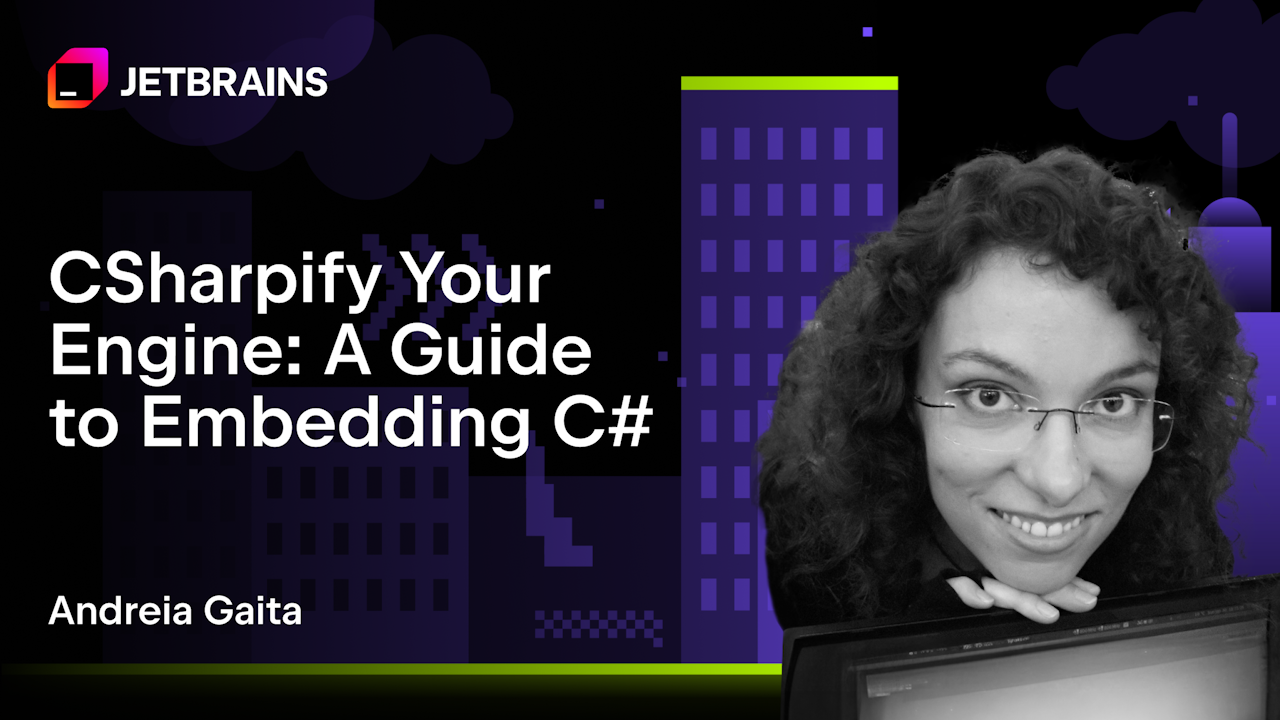 JETBRAINS
CSharpify Your
Engine: A Guide
to Embedding C#
Andreia Gaita